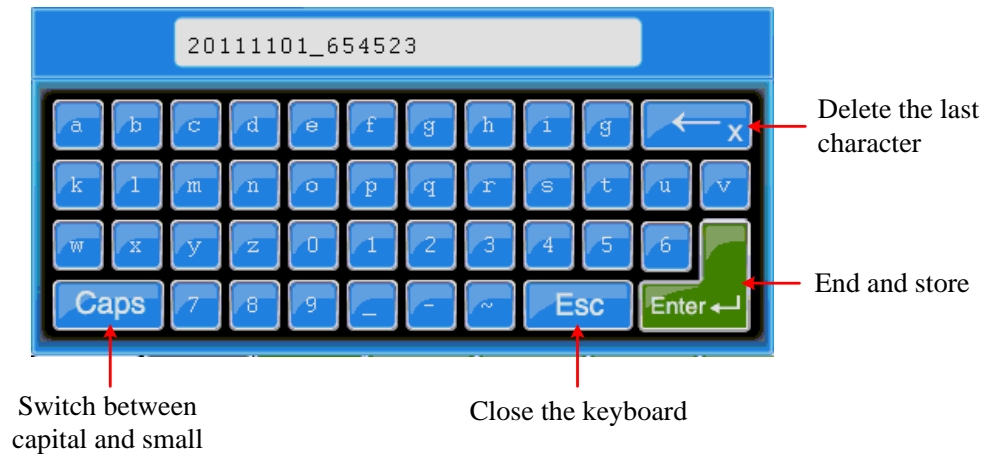 20111101_654523
a b c d e f g h i g x
Delete the last
character
k l m n o p q r s t u v
w x y z 0 1 2 3 4 5 6
End and store
Caps 7 8 9 _ - ~ Esc Enter
Switch between
capital and small
Close the keyboard